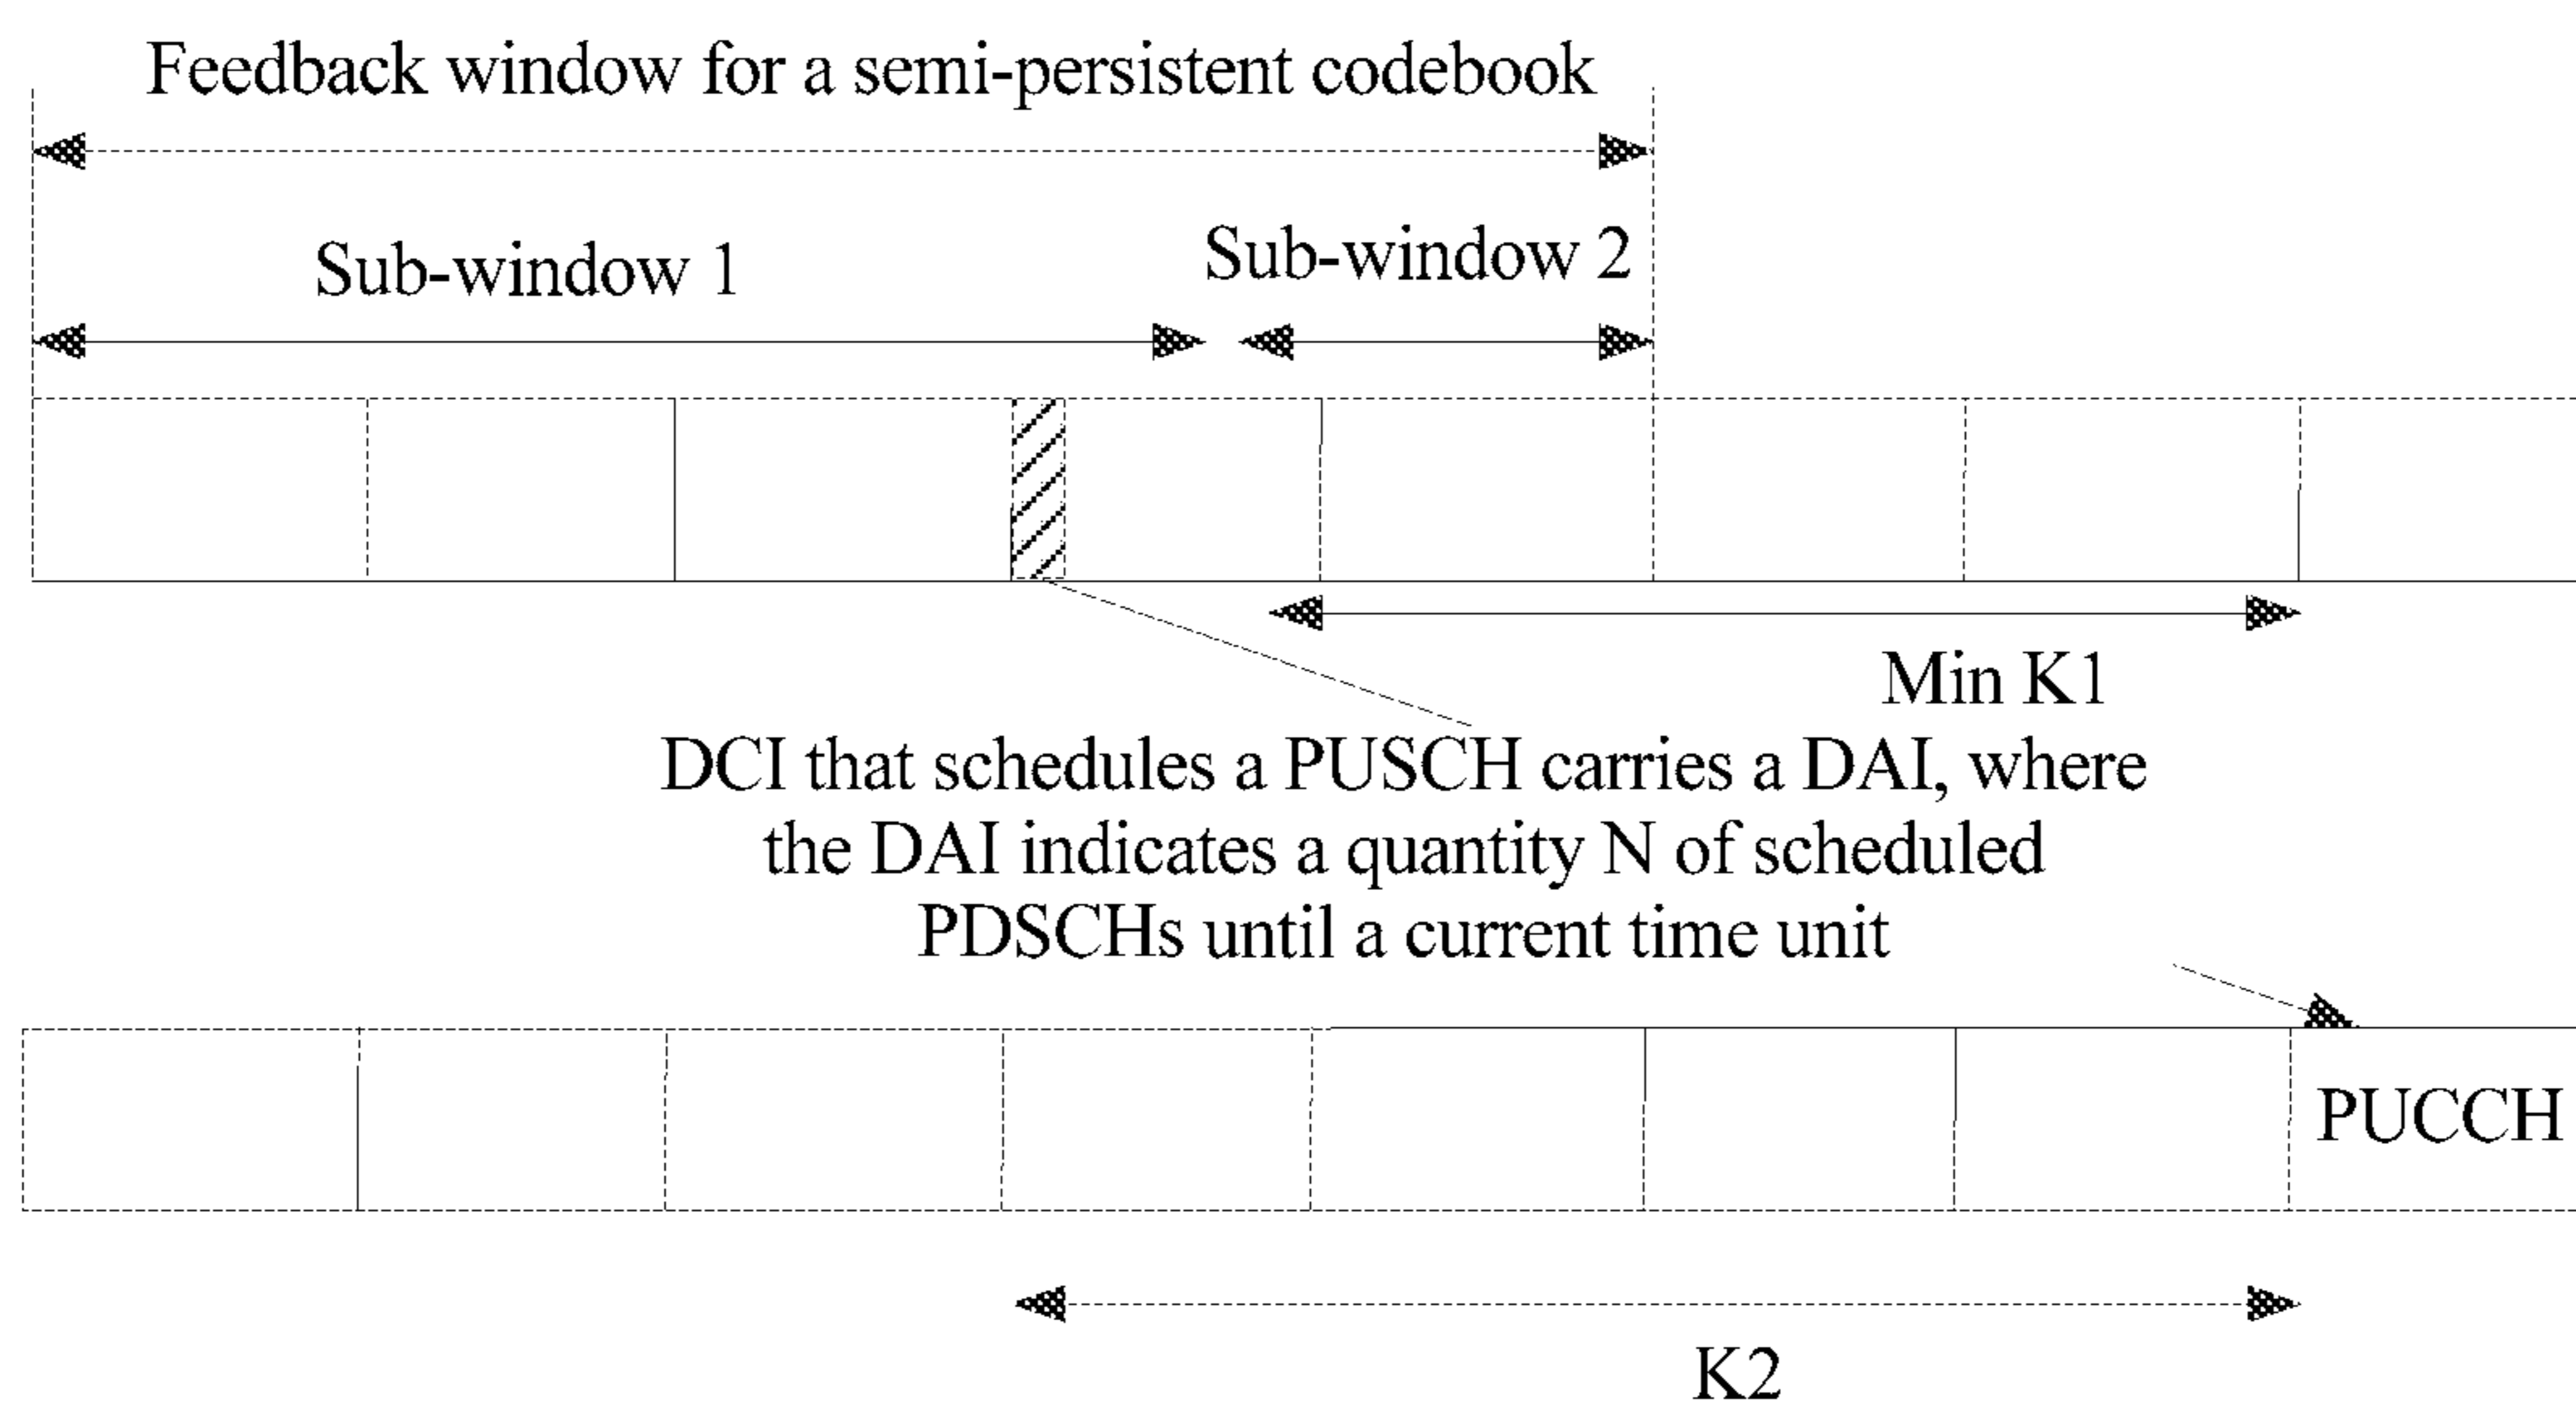 Feedback window for a semi-persistent codebook
Sub-window 1
Sub-window 2
Min K1
DCI that schedules a PUSCH carries a DAI, where
the DAI indicates a quantity N of scheduled
PDSCHs until a current time unit
PUCCH
K2